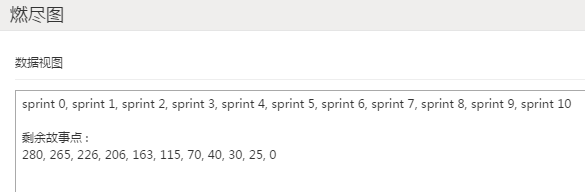 燃尽图
数据视图
sprint 0, sprint 1, sprint 2, sprint 3, sprint 4, sprint 5, sprint 6, sprint 7, sprint 8, sprint 9, sprint 10
剩余故事点：
280, 265, 226, 206, 163, 115, 70, 40, 30, 25, 0